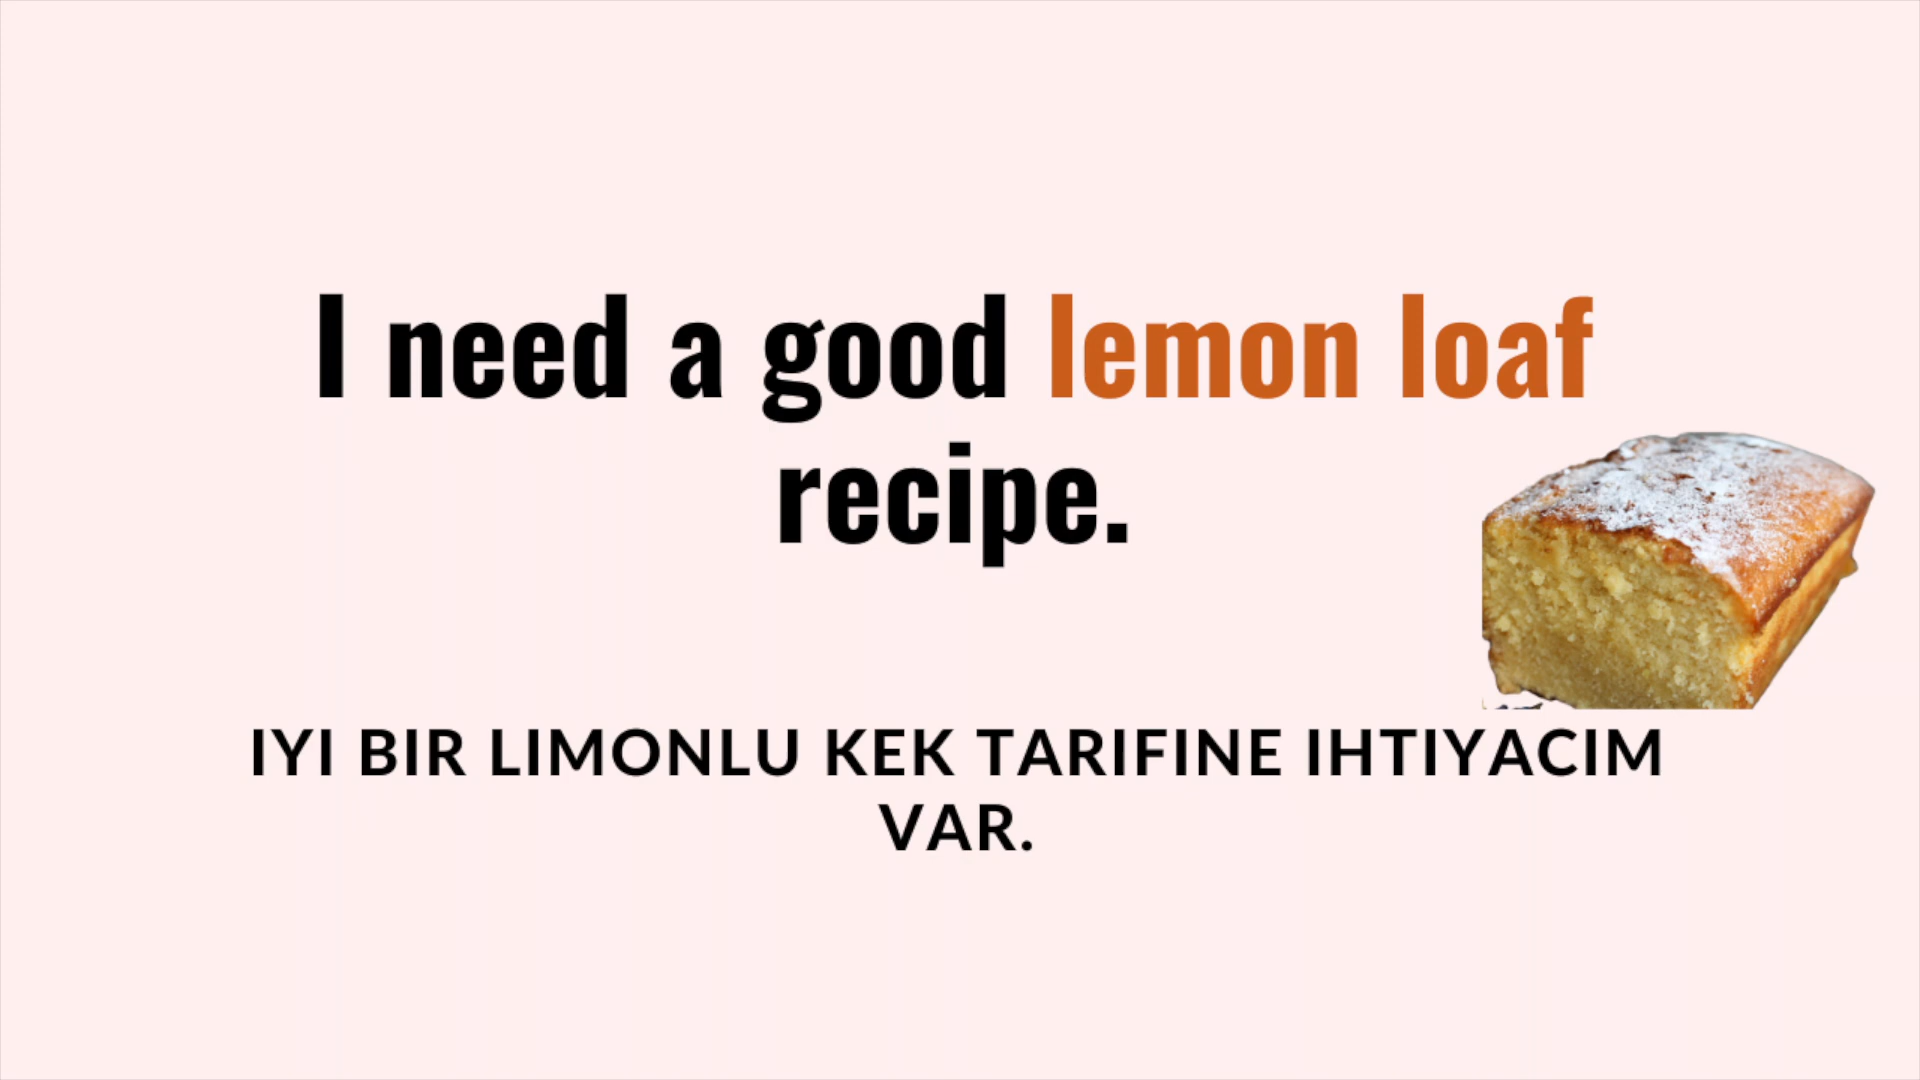 I need a good lemon loaf
recipe.
IYI BIR LIMONLU KEK TARIFINE IHTIYACIM
VAR.